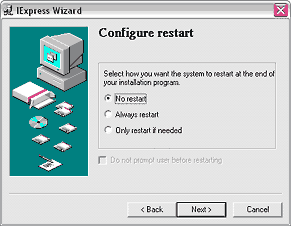 IExpress Wizard
Configure restart
Select how you want the system to restart at the end of
your installation program.
No restart
Always restart
Only restart if needed
Do not prompt user before restarting
< Back
Next >
Cancel